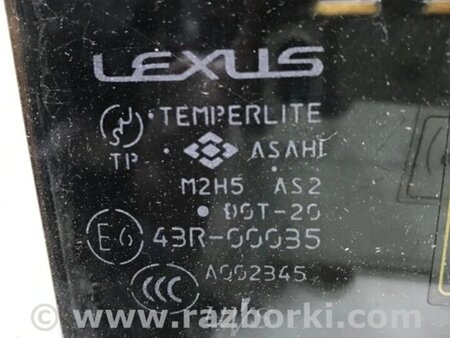 LEXUS
TEMPERLITE
TP ASAHI
M2H5 AS2
DOT-20
E6 43R-00035
CCC A002345
www.razborki.com